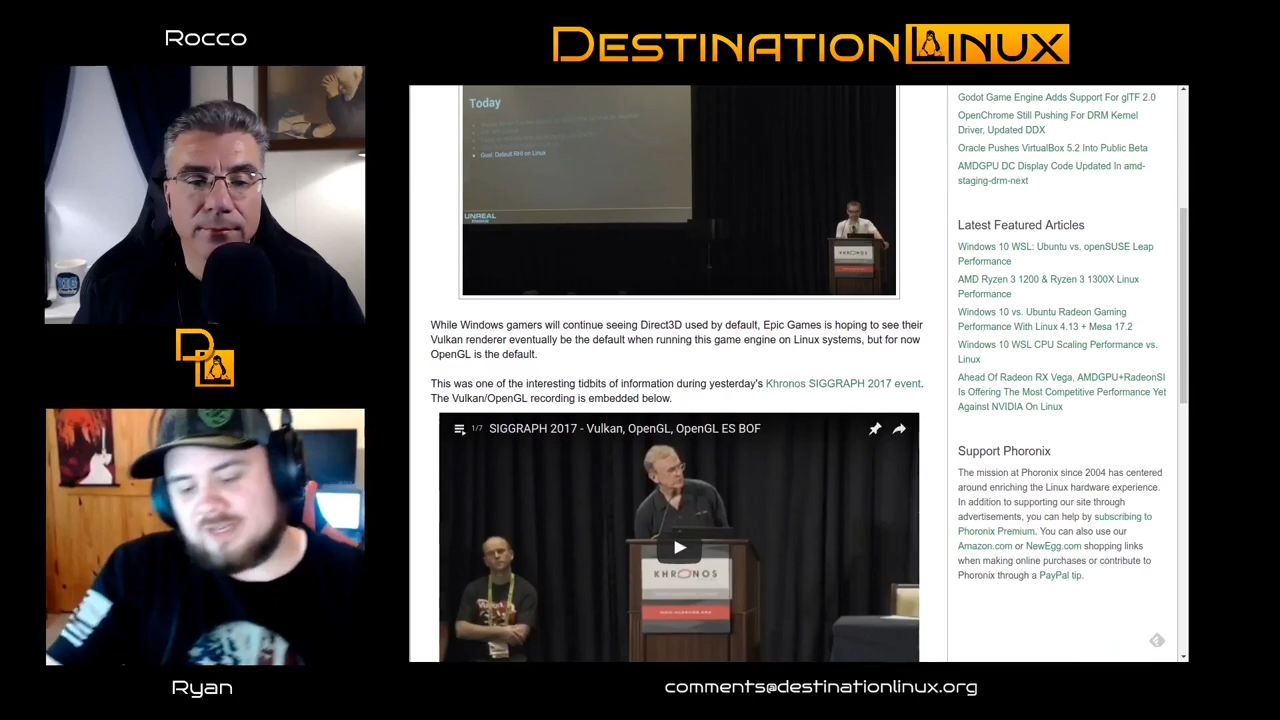 Rocco
DESTINATION LINUX
Today
Goal: Default RHI on Linux
UNREAL
KHRONOS
While Windows gamers will continue seeing Direct3D used by default, Epic Games is hoping to see their
Vulkan renderer eventually be the default when running this game engine on Linux systems, but for now
OpenGL is the default.
This was one of the interesting tidbits of information during yesterday's Khronos SIGGRAPH 2017 event.
The Vulkan/OpenGL recording is embedded below.
1/7 SIGGRAPH 2017 - Vulkan, OpenGL, OpenGL ES BOF
KHRONOS
Godot Game Engine Adds Support For glTF 2.0
OpenChrome Still Pushing For DRM Kernel
Driver, Updated DDX
Oracle Pushes VirtualBox 5.2 Into Public Beta
AMDGPU DC Display Code Updated In amd-
staging-drm-next
Latest Featured Articles
Windows 10 WSL: Ubuntu vs. openSUSE Leap
Performance
AMD Ryzen 3 1200 & Ryzen 3 1300X Linux
Performance
Windows 10 vs. Ubuntu Radeon Gaming
Performance With Linux 4.13 + Mesa 17.2
Windows 10 WSL CPU Scaling Performance vs.
Linux
Ahead Of Radeon RX Vega, AMDGPU+RadeonSI
Is Offering The Most Competitive Performance Yet
Against NVIDIA On Linux
Support Phoronix
The mission at Phoronix since 2004 has centered
around enriching the Linux hardware experience.
In addition to supporting our site through
advertisements, you can help by subscribing to
Phoronix Premium. You can also use our
Amazon.com or NewEgg.com shopping links
when making online purchases or contribute to
Phoronix through a PayPal tip.
DL
Ryan
comments@destinationlinux.org